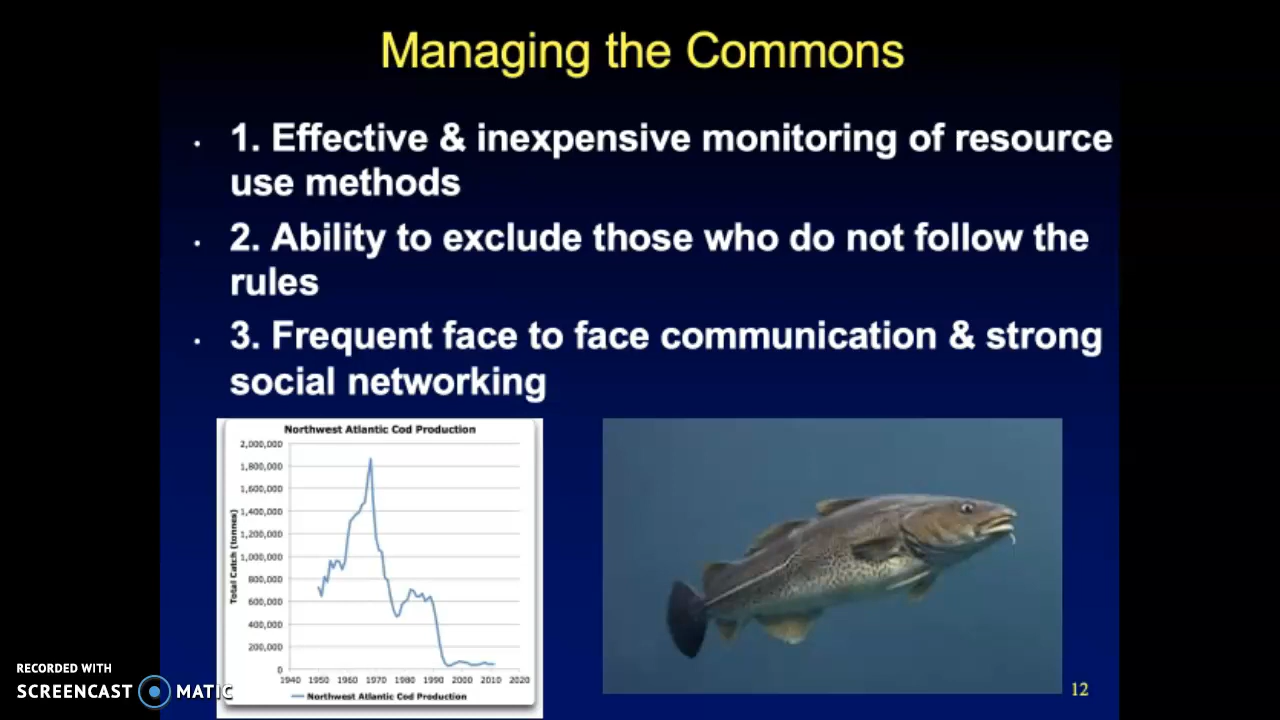 Managing the Commons
• 1. Effective & inexpensive monitoring of resource
use methods
• 2. Ability to exclude those who do not follow the
rules
• 3. Frequent face to face communication & strong
social networking
Northwest Atlantic Cod Production
2,000,000
1,800,000
1,600,000
1,400,000
1,200,000
1,000,000
800,000
600,000
400,000
200,000
0
Total Catch (tonnes)
1940 1950 1960 1970 1980 1990 2000 2010 2020
Northwest Atlantic Cod Production
12
RECORDED WITH
SCREENCAST MATIC